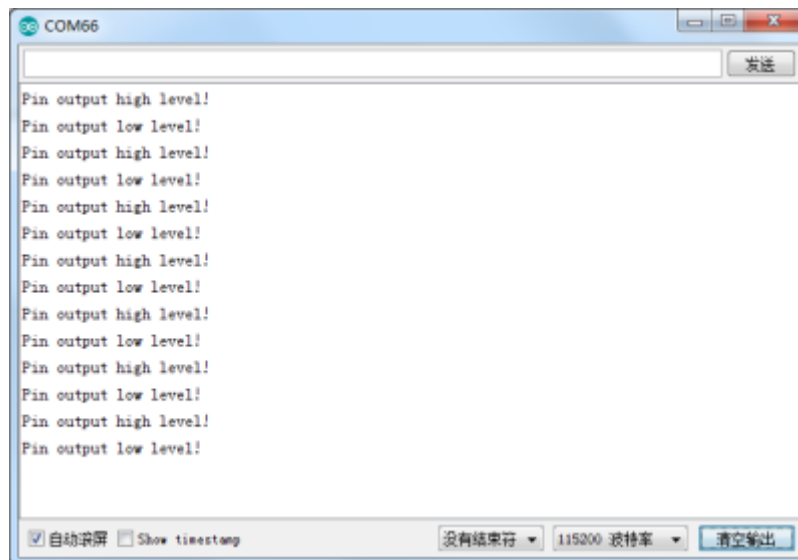 COM66
发送
Pin output high level!
Pin output low level!
Pin output high level!
Pin output low level!
Pin output high level!
Pin output low level!
Pin output high level!
Pin output low level!
Pin output high level!
Pin output low level!
Pin output high level!
Pin output low level!
Pin output high level!
Pin output low level!
自动滚屏 Show timestamp 没有结束符 115200 波特率 清空输出